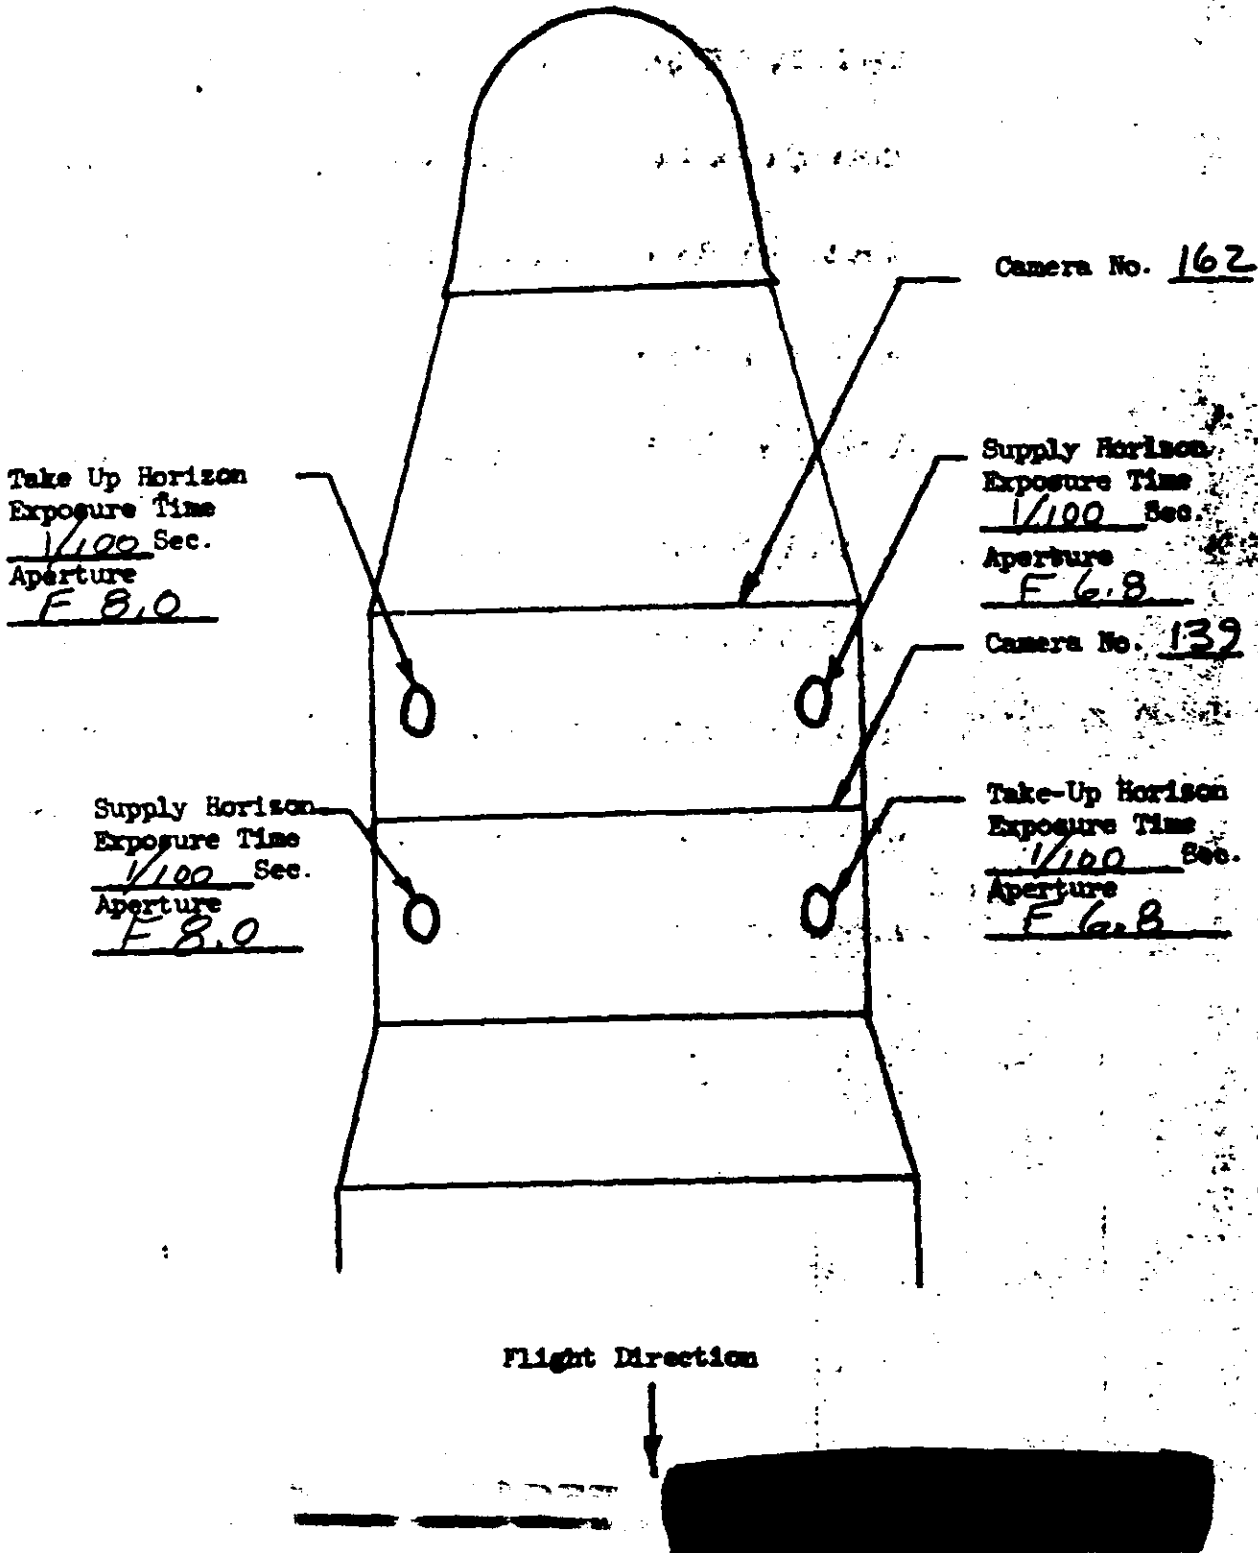 Camera No. 162
Take Up Horizon
Exposure Time
1/100 Sec.
Aperture
F 8.0
Supply Horizon
Exposure Time
1/100 Sec.
Aperture
F 6.8
Camera No. 139
Supply Horizon
Exposure Time
1/100 Sec.
Aperture
F 8.0
Take-Up Horizon
Exposure Time
1/100 Sec.
Aperture
F 6.8
Flight Direction